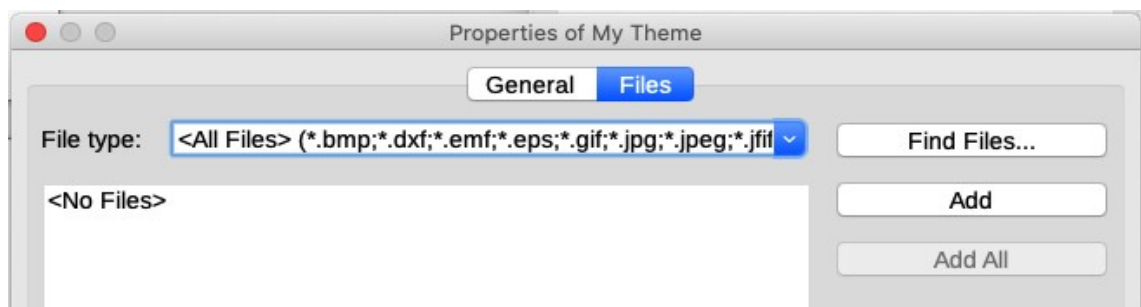 Properties of My Theme
General Files
File type: <All Files> (*.bmp;*.dxf;*.emf;*.eps;*.gif;*.jpg;*.jpeg;*.jfif Find Files...
<No Files> Add
Add All